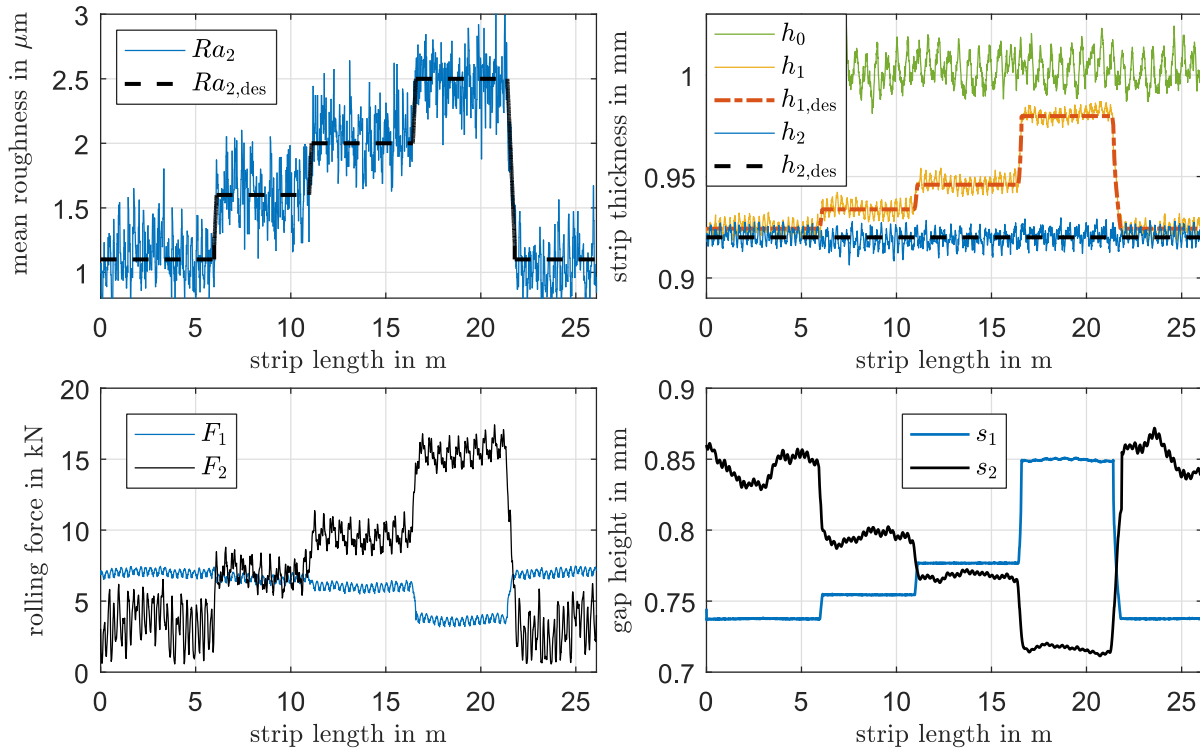 mean roughness in μm
3
2.5
2
1.5
1
Ra₂
Ra₂,des
0 5 10 15 20 25
strip length in m
strip thickness in mm
1
0.95
0.9
h₀
h₁
h₁,des
h₂
h₂,des
0 5 10 15 20 25
strip length in m
rolling force in kN
20
15
10
5
0
F₁
F₂
0 5 10 15 20 25
strip length in m
gap height in mm
0.9
0.85
0.8
0.75
0.7
s₁
s₂
0 5 10 15 20 25
strip length in m